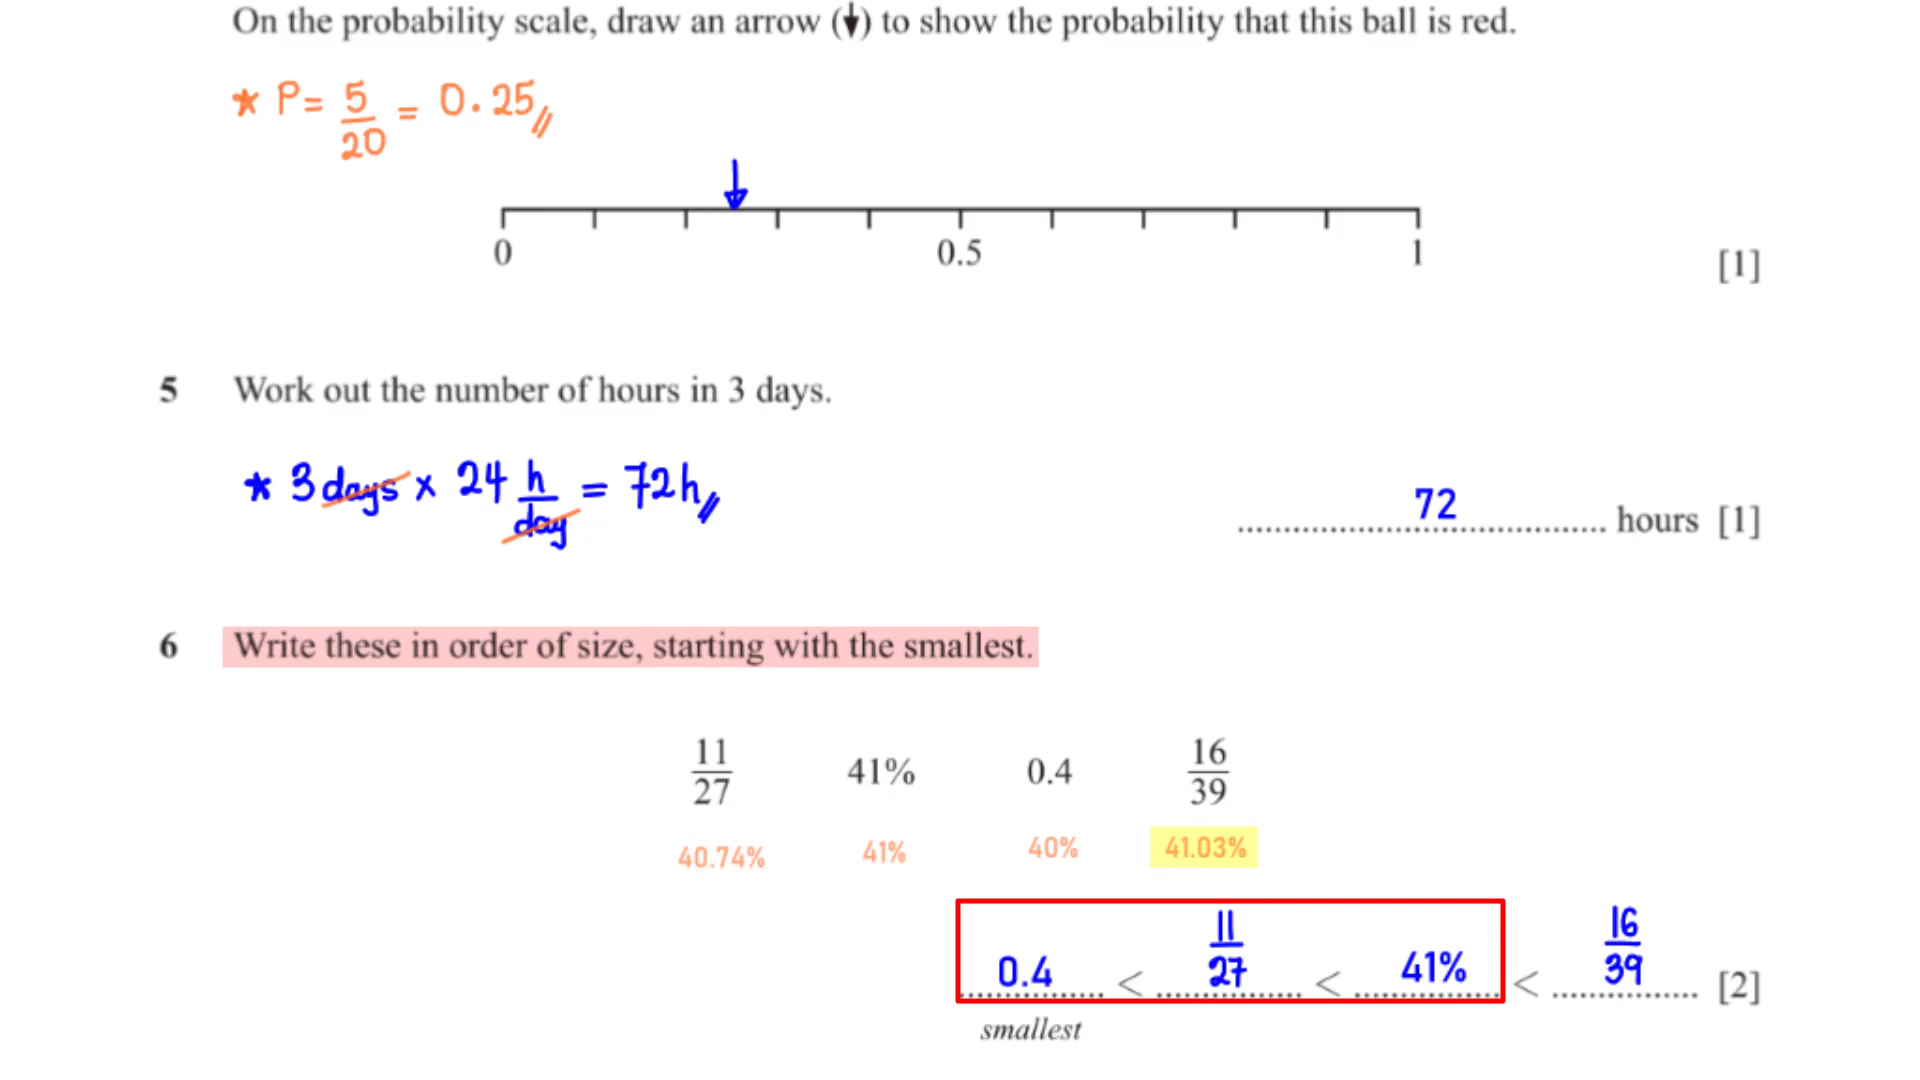 On the probability scale, draw an arrow (↓) to show the probability that this ball is red.
* P = 5/20 = 0.25//
0 0.5 1 [1]
5 Work out the number of hours in 3 days.
* 3 days x 24 h/day = 72h//
72 hours [1]
6 Write these in order of size, starting with the smallest.
11/27 41% 0.4 16/39
40.74% 41% 40% 41.03%
0.4 < 11/27 < 41% < 16/39 [2]
smallest